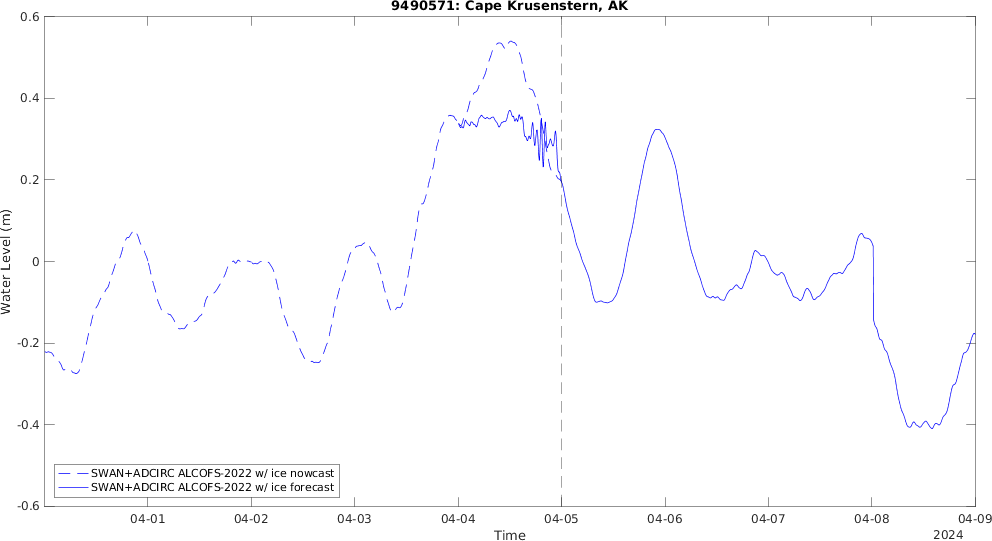 9490571: Cape Krusenstern, AK
0.6
0.4
0.2
0
-0.2
-0.4
-0.6
Water Level (m)
SWAN+ADCIRC ALCOFS-2022 w/ ice nowcast
SWAN+ADCIRC ALCOFS-2022 w/ ice forecast
04-01 04-02 04-03 04-04 04-05 04-06 04-07 04-08 04-09
Time
2024